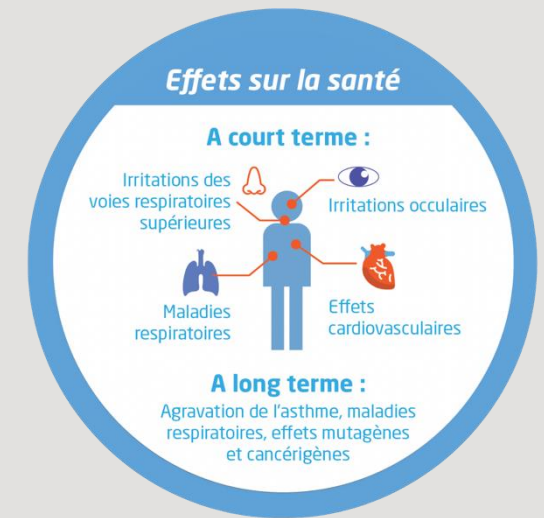 Effets sur la santé
A court terme :
Irritations des
voies respiratoires
supérieures
Irritations occulaires
Maladies
respiratoires
Effets
cardiovasculaires
A long terme :
Agravation de l'asthme, maladies
respiratoires, effets mutagènes
et cancérigènes